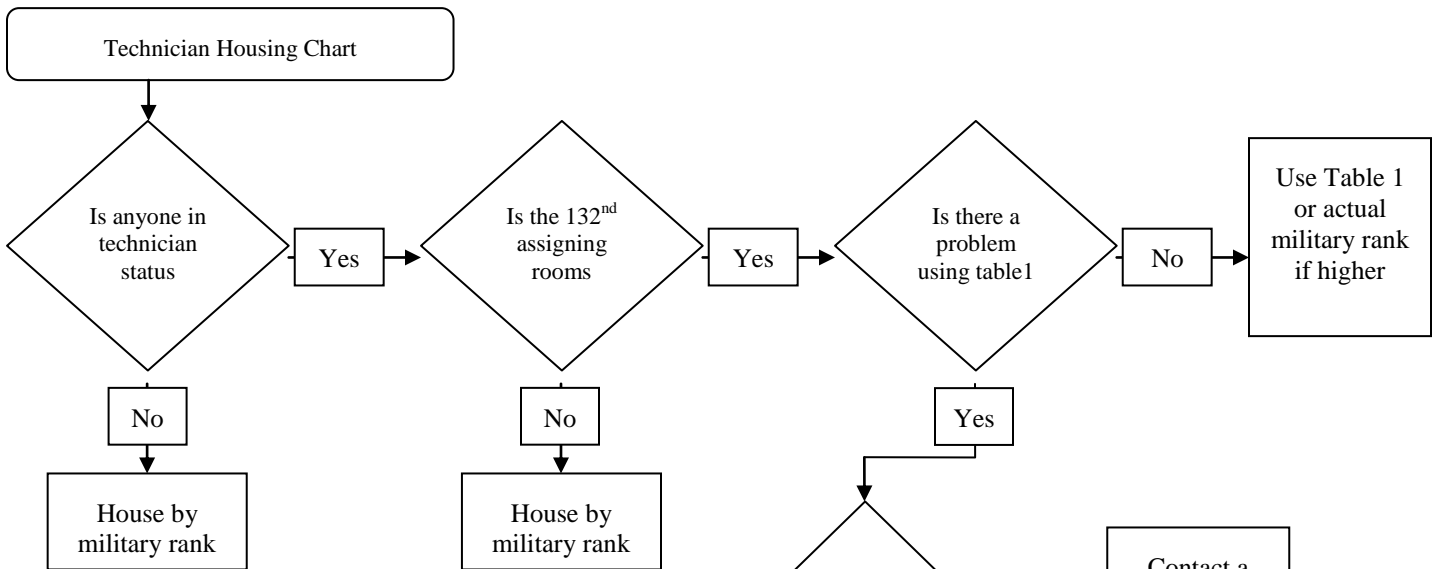 Technician Housing Chart
Is anyone in
technician
status
Yes
Is the 132nd
assigning
rooms
Yes
Is there a
problem
using table1
No
Use Table 1
or actual
military rank
if higher
No
No
Yes
House by
military rank
House by
military rank
Contact a